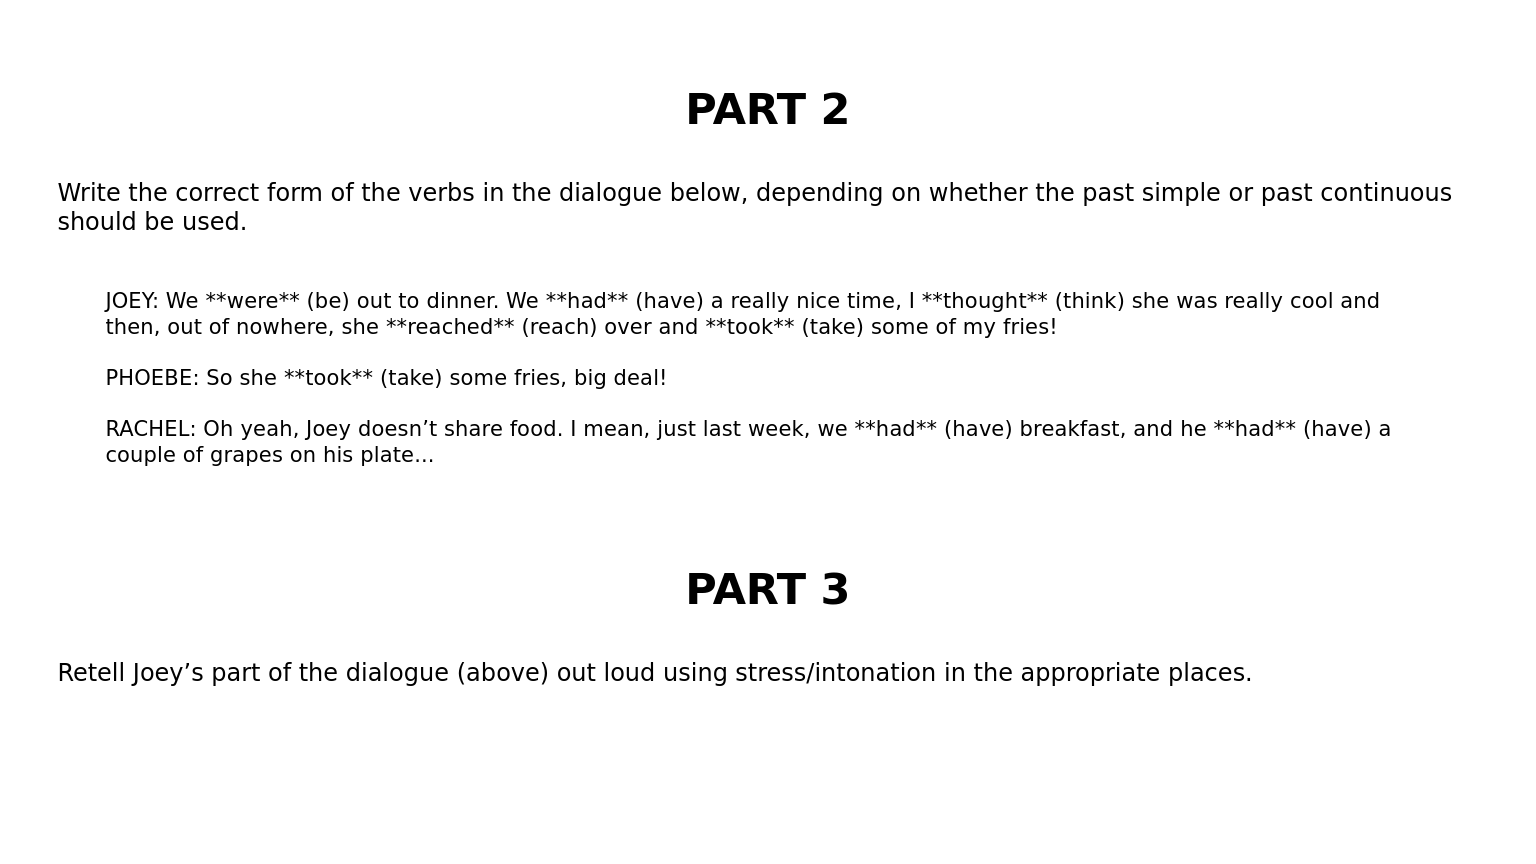 PART 2
Write the correct form of the verbs in the dialogue below, depending on whether the past simple or past continuous
should be used.
JOEY: We **were** (be) out to dinner. We **had** (have) a really nice time, I **thought** (think) she was really cool and
then, out of nowhere, she **reached** (reach) over and **took** (take) some of my fries!
PHOEBE: So she **took** (take) some fries, big deal!
RACHEL: Oh yeah, Joey doesn’t share food. I mean, just last week, we **had** (have) breakfast, and he **had** (have) a
couple of grapes on his plate...
PART 3
Retell Joey’s part of the dialogue (above) out loud using stress/intonation in the appropriate places.